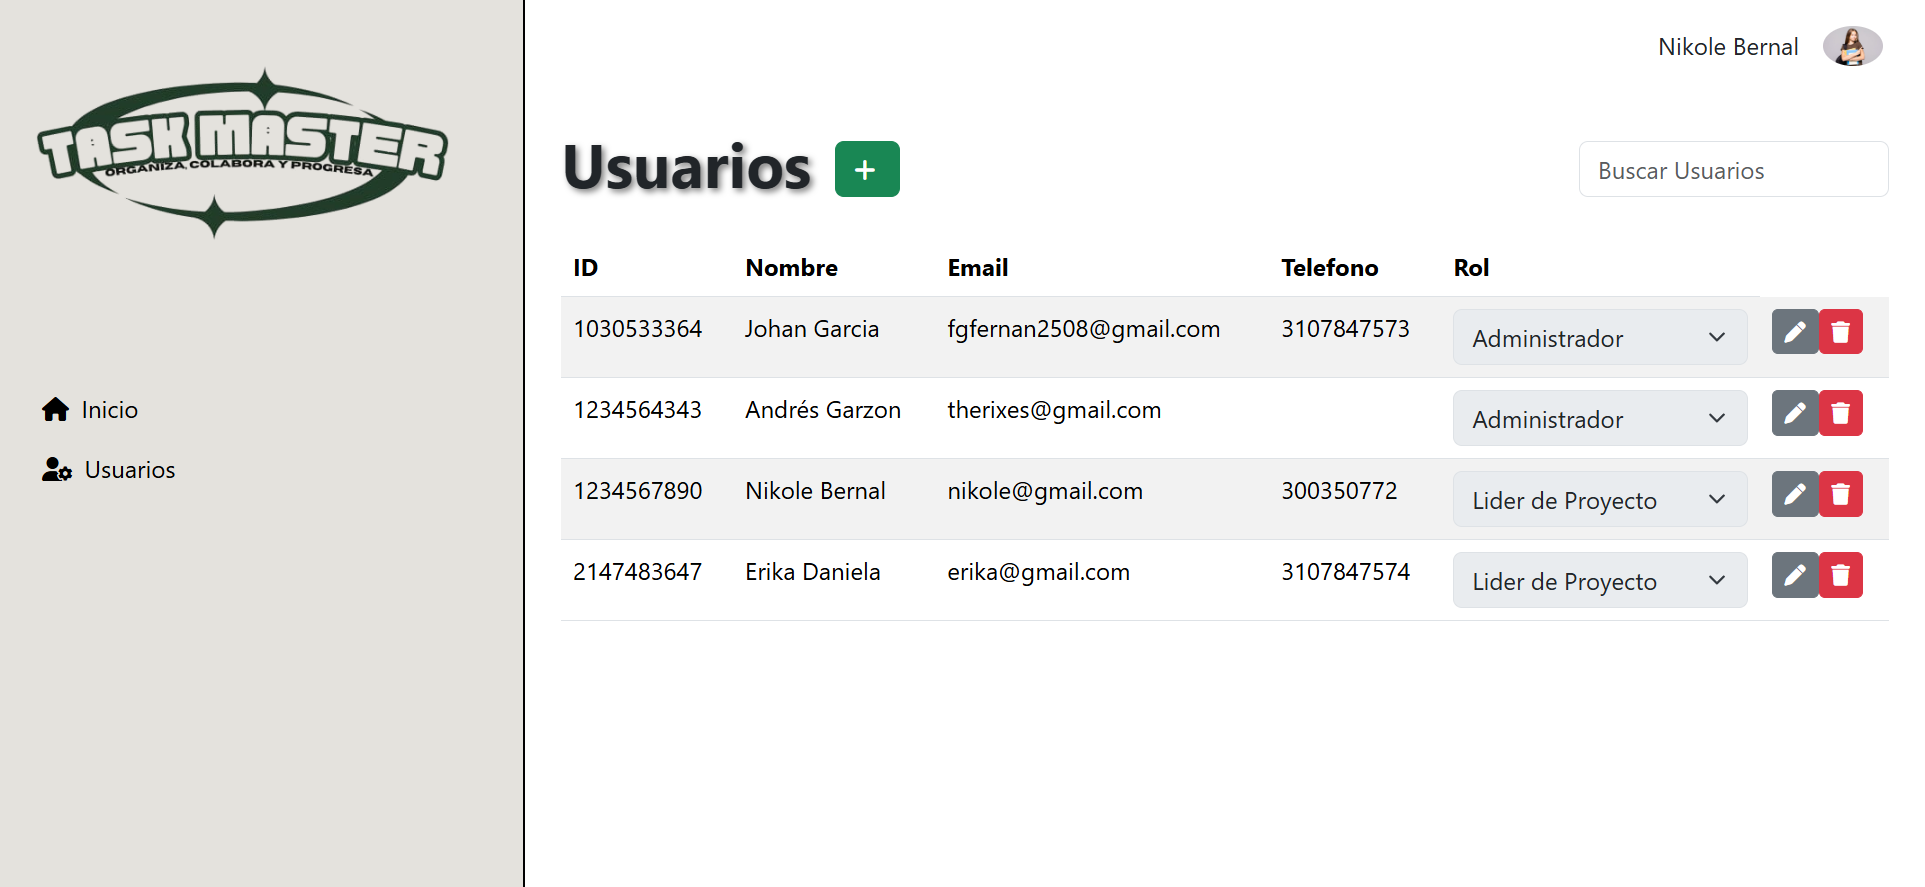 TASK MASTER
ORGANIZA, COLABORA Y PROGRESA
Inicio
Usuarios
Nikole Bernal
Usuarios +
Buscar Usuarios
ID Nombre Email Telefono Rol
1030533364 Johan Garcia fgfernan2508@gmail.com 3107847573 Administrador
1234564343 Andrés Garzon therixes@gmail.com Administrador
1234567890 Nikole Bernal nikole@gmail.com 300350772 Lider de Proyecto
2147483647 Erika Daniela erika@gmail.com 3107847574 Lider de Proyecto